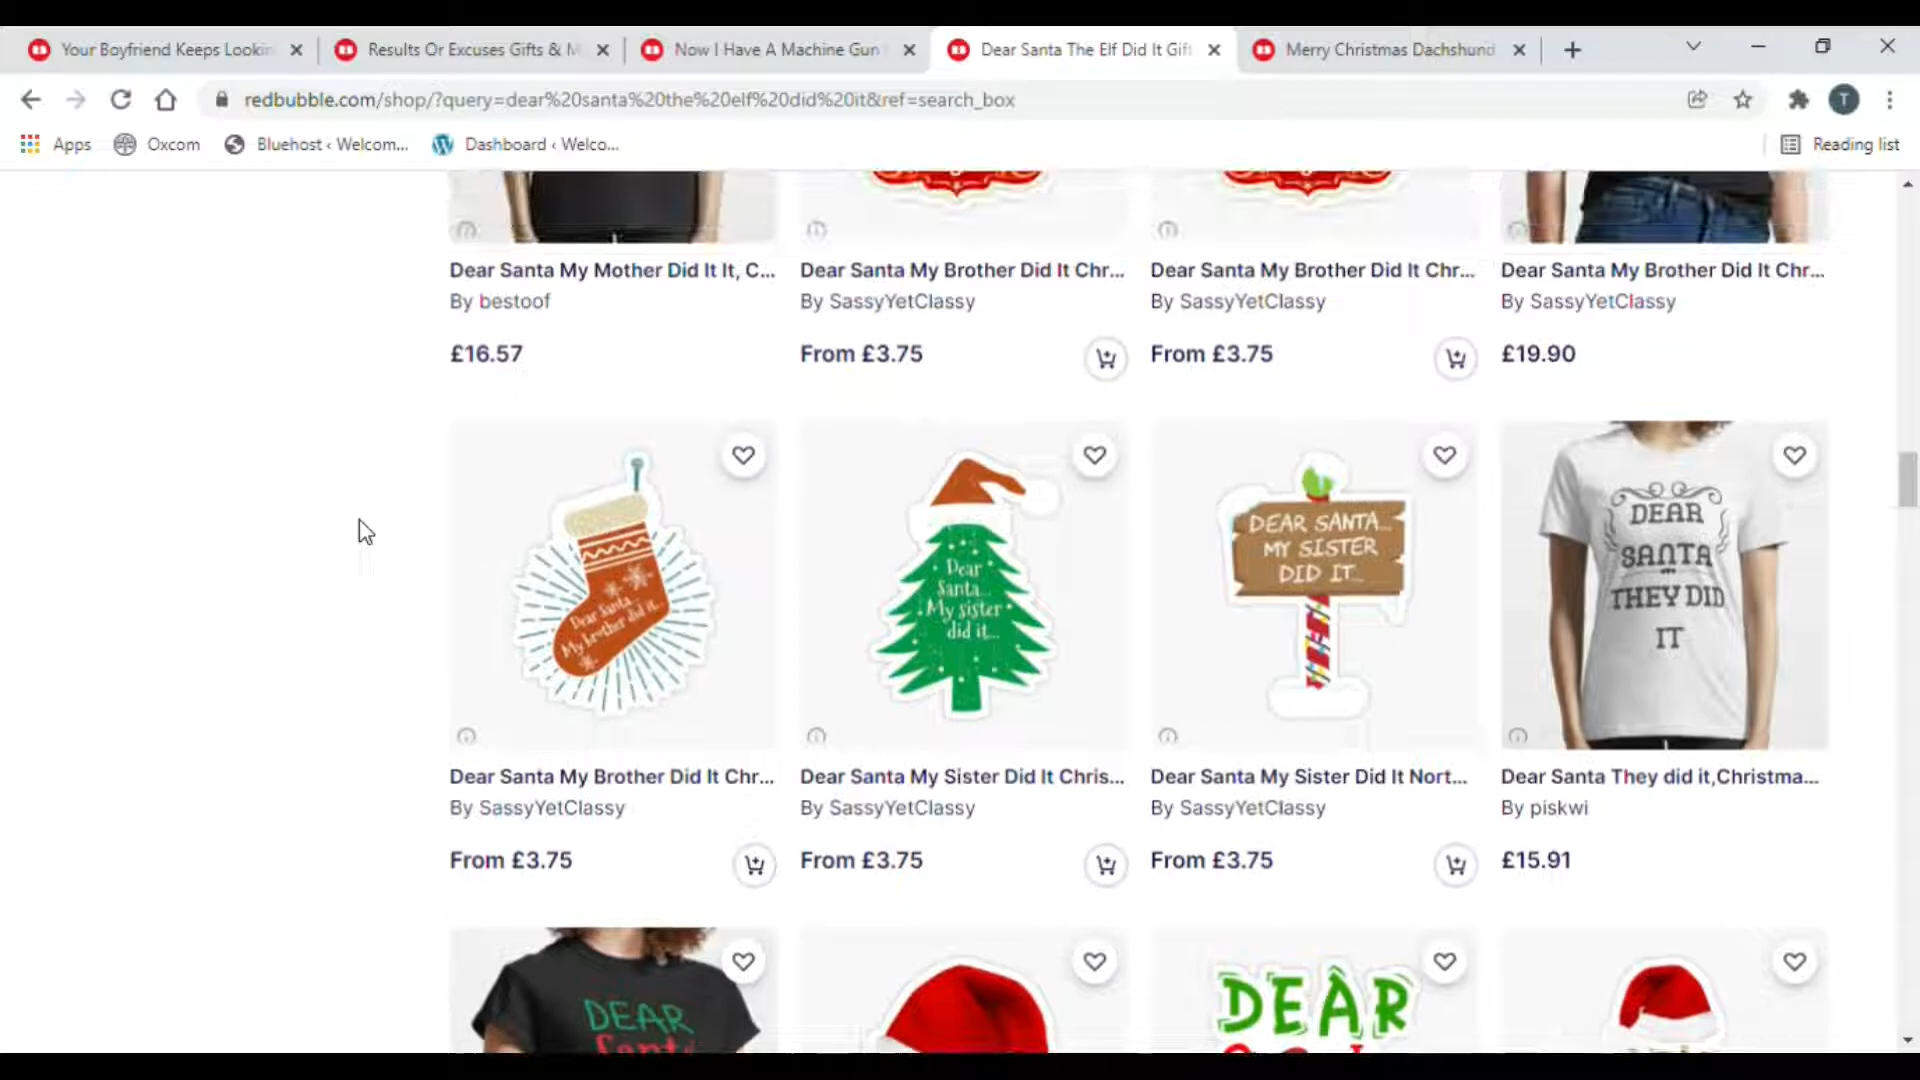 Your Boyfriend Keeps Lookin
Results Or Excuses Gifts & M
Now I Have A Machine Gun
Dear Santa The Elf Did It Gift
Merry Christmas Dachshund
redbubble.com/shop/?query=dear%20santa%20the%20elf%20did%20it&ref=search_box
T
Apps
Oxcom
Bluehost ‹ Welcom...
Dashboard ‹ Welco...
Reading list
Dear Santa My Mother Did It It, C...
Dear Santa My Brother Did It Chr...
Dear Santa My Brother Did It Chr...
Dear Santa My Brother Did It Chr...
By bestoof
By SassyYetClassy
By SassyYetClassy
By SassyYetClassy
£16.57
From £3.75
From £3.75
£19.90
Dear Santa...
My brother
did it...
Dear
Santa...
My sister
did it...
DEAR SANTA...
MY SISTER
DID IT...
DEAR
SANTA
THEY DID
IT
Dear Santa My Brother Did It Chr...
Dear Santa My Sister Did It Chris...
Dear Santa My Sister Did It Nort...
Dear Santa They did it,Christma...
By SassyYetClassy
By SassyYetClassy
By SassyYetClassy
By piskwi
From £3.75
From £3.75
From £3.75
£15.91
DEAR
Santa
DEAR